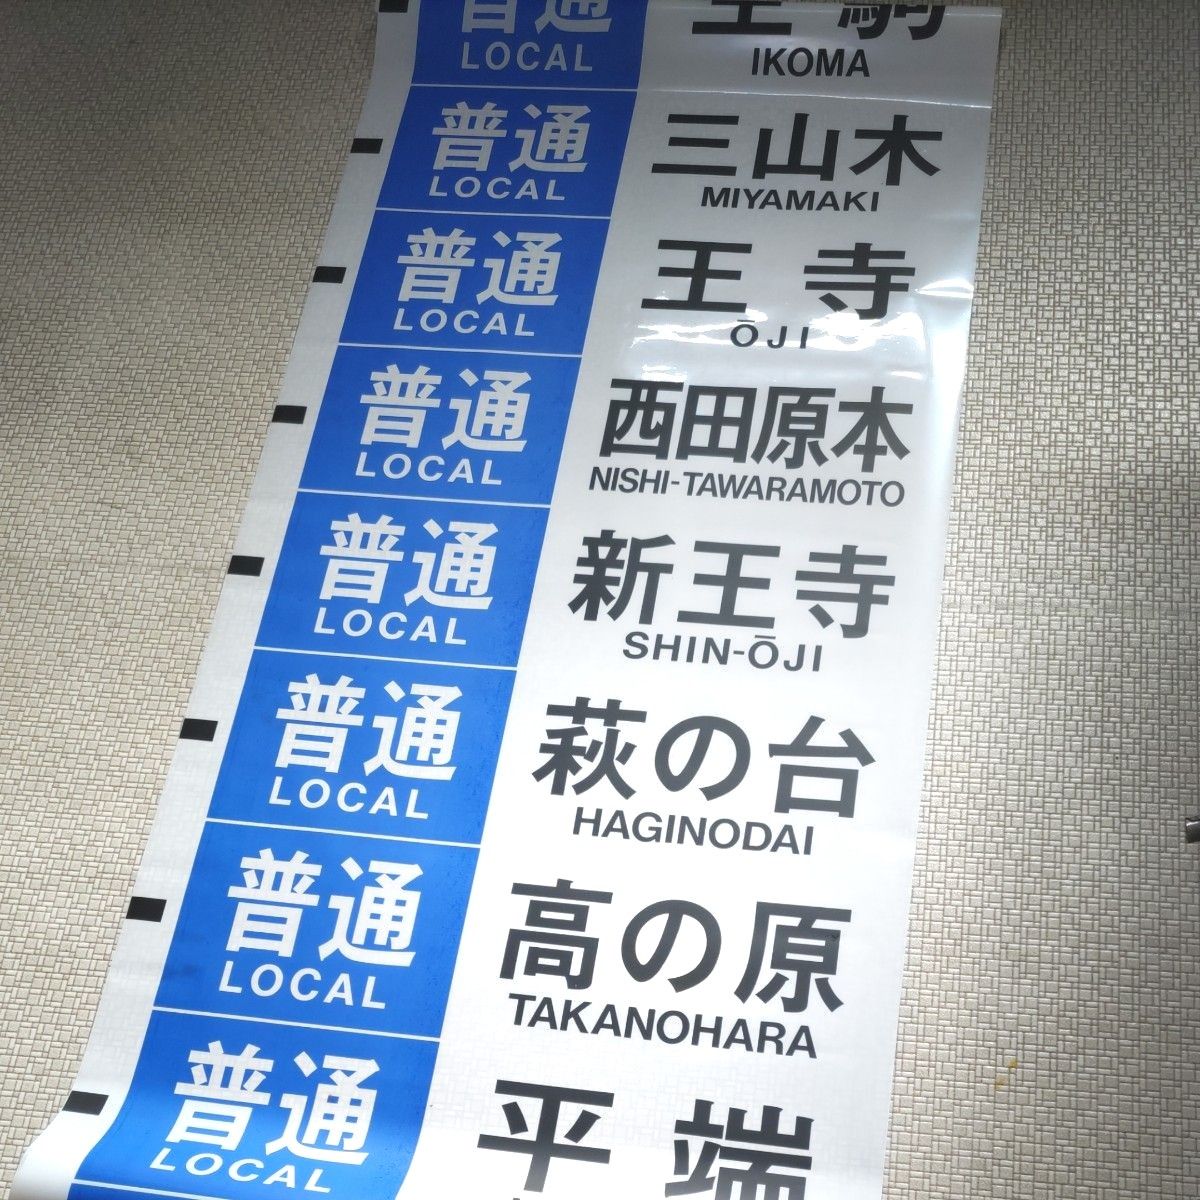 普通 生駒
LOCAL IKOMA
普通 三山木
LOCAL MIYAMAKI
普通 王寺
LOCAL ŌJI
普通 西田原本
LOCAL NISHI-TAWARAMOTO
普通 新王寺
LOCAL SHIN-ŌJI
普通 萩の台
LOCAL HAGINODAI
普通 高の原
LOCAL TAKANOHARA
普通 平端
LOCAL